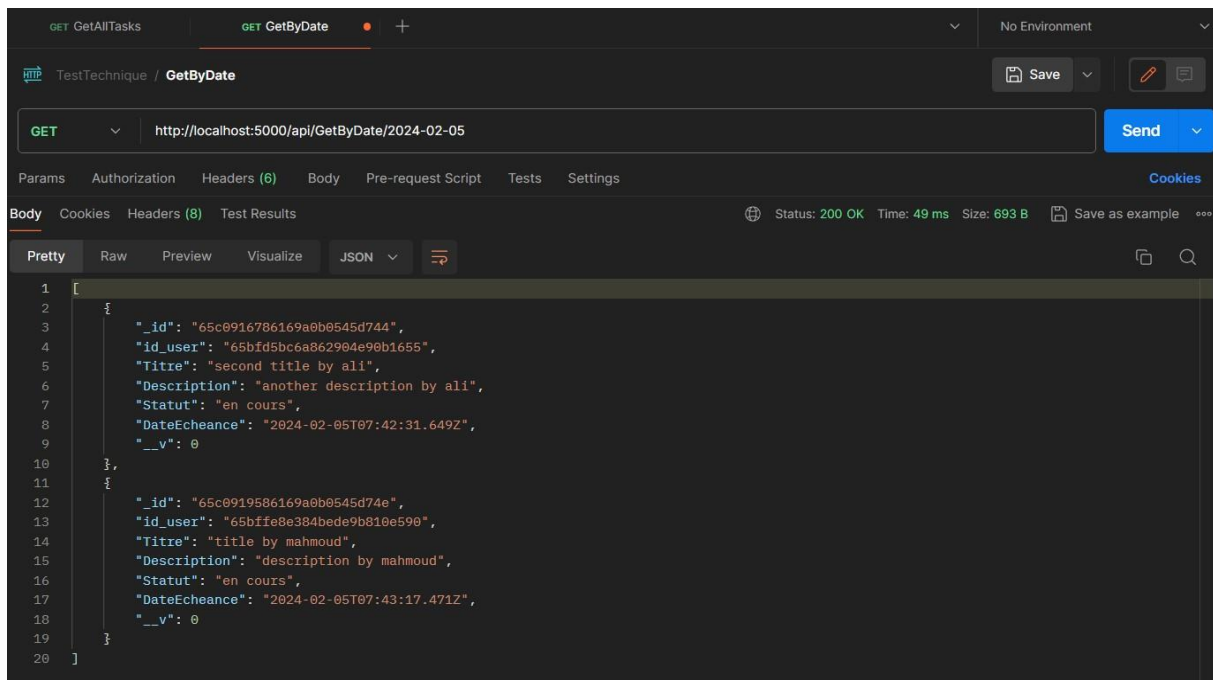 GET GetAllTasks GET GetByDate No Environment
HTTP TestTechnique / GetByDate Save
GET http://localhost:5000/api/GetByDate/2024-02-05 Send
Params Authorization Headers (6) Body Pre-request Script Tests Settings Cookies
Body Cookies Headers (8) Test Results Status: 200 OK Time: 49 ms Size: 693 B Save as example
Pretty Raw Preview Visualize JSON
1 [
2 {
3 "_id": "65c0916786169a0b0545d744",
4 "id_user": "65bfd5bc6a862904e90b1655",
5 "Titre": "second title by ali",
6 "Description": "another description by ali",
7 "Statut": "en cours",
8 "DateEcheance": "2024-02-05T07:42:31.649Z",
9 "__v": 0
10 },
11 {
12 "_id": "65c0919586169a0b0545d74e",
13 "id_user": "65bffe8e384bede9b810e590",
14 "Titre": "title by mahmoud",
15 "Description": "description by mahmoud",
16 "Statut": "en cours",
17 "DateEcheance": "2024-02-05T07:43:17.471Z",
18 "__v": 0
19 }
20 ]